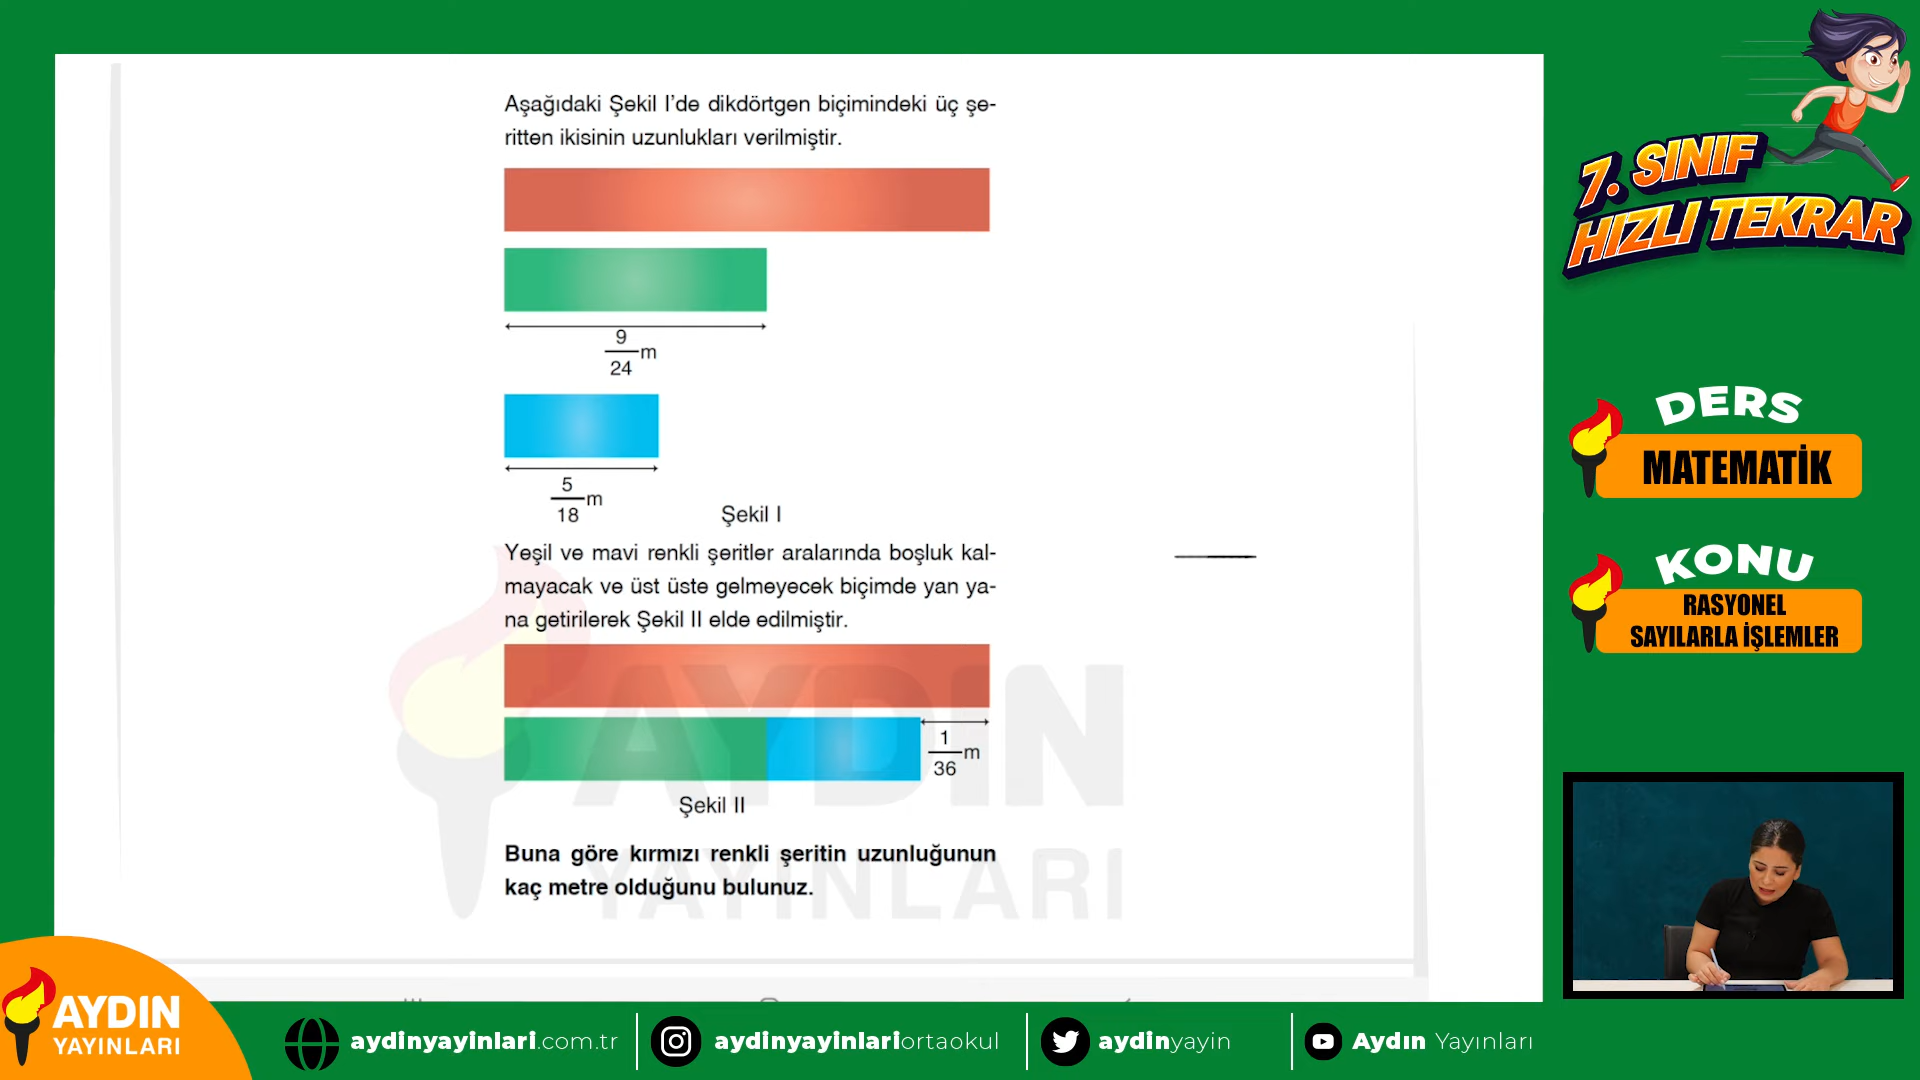 Aşağıdaki Şekil I'de dikdörtgen biçimindeki üç şe-
ritten ikisinin uzunlukları verilmiştir.
9
24
m
5
18
m
Şekil I
Yeşil ve mavi renkli şeritler aralarında boşluk kal-
mayacak ve üst üste gelmeyecek biçimde yan ya-
na getirilerek Şekil II elde edilmiştir.
1
36
m
Şekil II
Buna göre kırmızı renkli şeritin uzunluğunun
kaç metre olduğunu bulunuz.
AYDIN
YAYINLARI
7. SINIF
HIZLI TEKRAR
DERS
MATEMATİK
KONU
RASYONEL
SAYILARLA İŞLEMLER
AYDIN
YAYINLARI
aydinyayinlari.com.tr
aydinyayinlariortaokul
aydinyayin
Aydın Yayınları